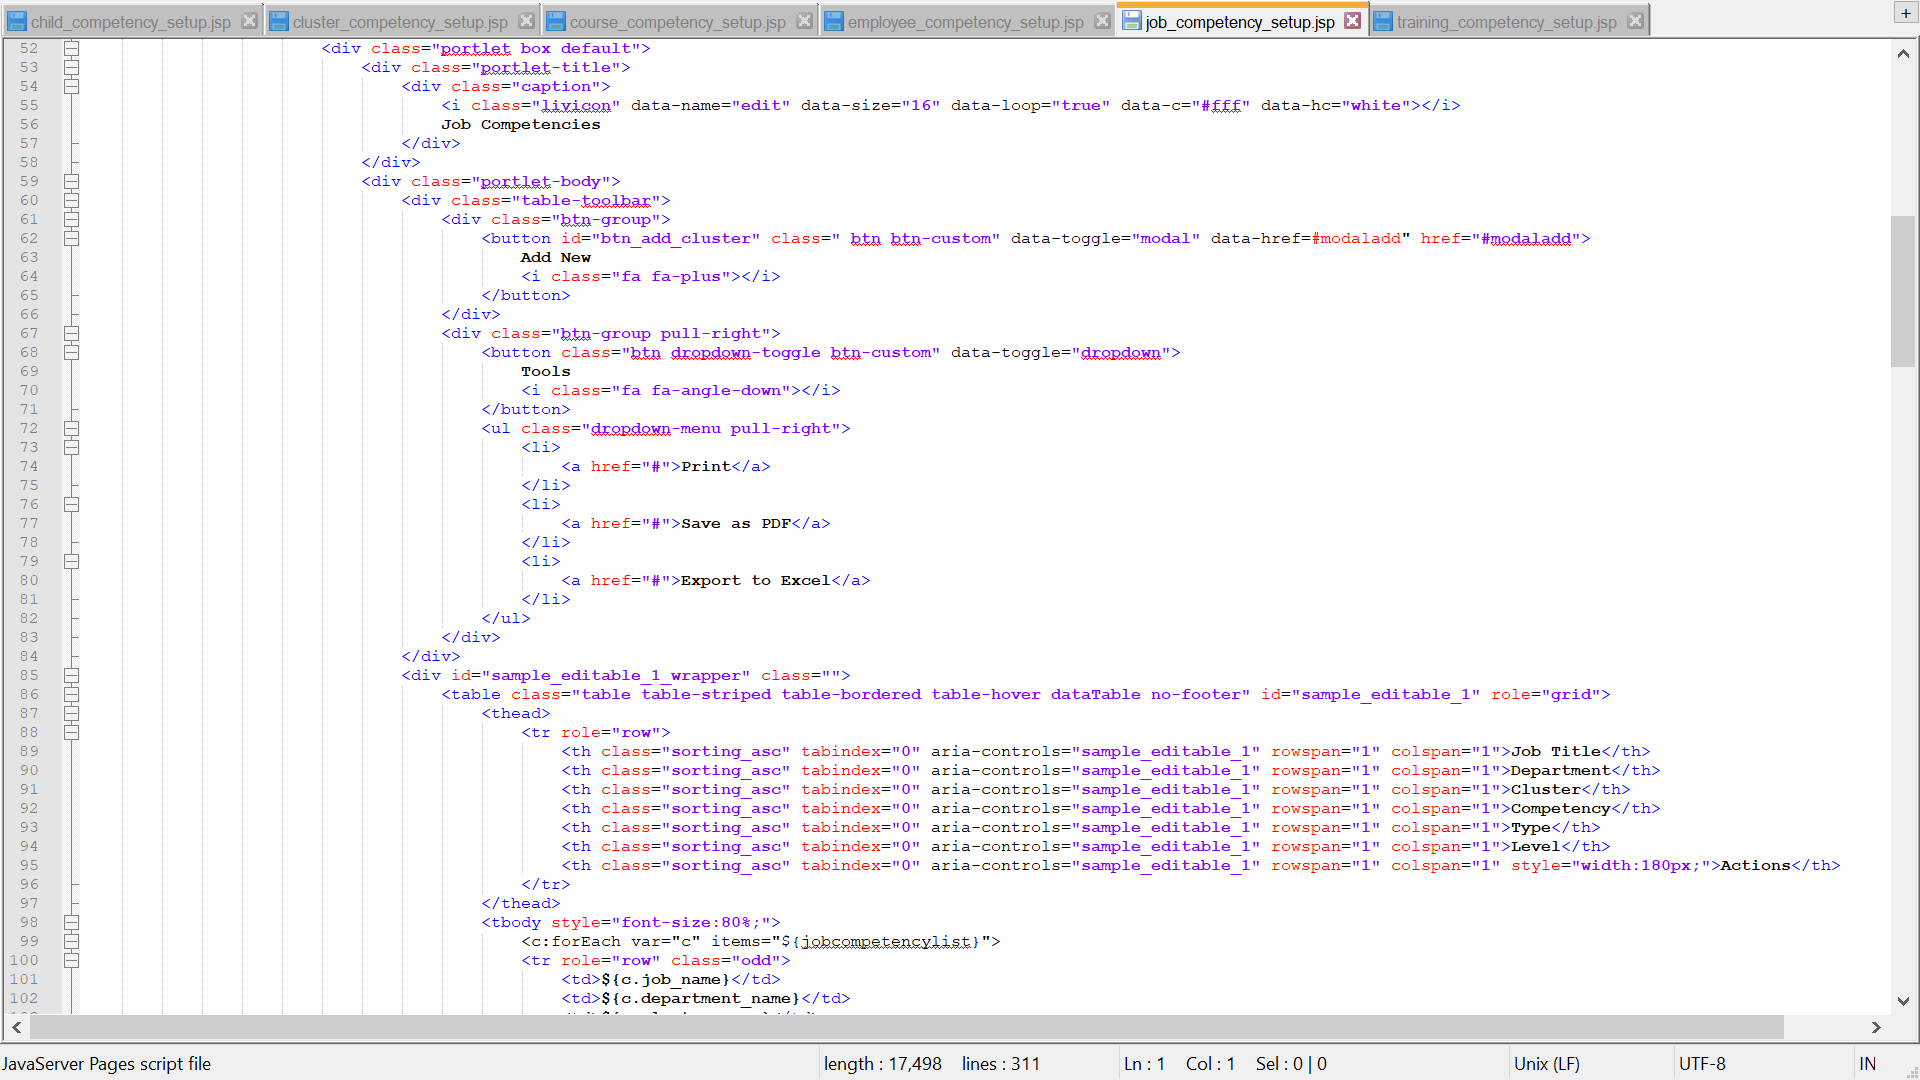 child_competency_setup.jsp cluster_competency_setup.jsp course_competency_setup.jsp employee_competency_setup.jsp job_competency_setup.jsp training_competency_setup.jsp +
52 <div class="portlet box default">
53 <div class="portlet-title">
54 <div class="caption">
55 <i class="livicon" data-name="edit" data-size="16" data-loop="true" data-c="#fff" data-hc="white"></i>
56 Job Competencies
57 </div>
58 </div>
59 <div class="portlet-body">
60 <div class="table-toolbar">
61 <div class="btn-group">
62 <button id="btn_add_cluster" class=" btn btn-custom" data-toggle="modal" data-href=#modaladd" href="#modaladd">
63 Add New
64 <i class="fa fa-plus"></i>
65 </button>
66 </div>
67 <div class="btn-group pull-right">
68 <button class="btn dropdown-toggle btn-custom" data-toggle="dropdown">
69 Tools
70 <i class="fa fa-angle-down"></i>
71 </button>
72 <ul class="dropdown-menu pull-right">
73 <li>
74 <a href="#">Print</a>
75 </li>
76 <li>
77 <a href="#">Save as PDF</a>
78 </li>
79 <li>
80 <a href="#">Export to Excel</a>
81 </li>
82 </ul>
83 </div>
84 </div>
85 <div id="sample_editable_1_wrapper" class="">
86 <table class="table table-striped table-bordered table-hover dataTable no-footer" id="sample_editable_1" role="grid">
87 <thead>
88 <tr role="row">
89 <th class="sorting_asc" tabindex="0" aria-controls="sample_editable_1" rowspan="1" colspan="1">Job Title</th>
90 <th class="sorting_asc" tabindex="0" aria-controls="sample_editable_1" rowspan="1" colspan="1">Department</th>
91 <th class="sorting_asc" tabindex="0" aria-controls="sample_editable_1" rowspan="1" colspan="1">Cluster</th>
92 <th class="sorting_asc" tabindex="0" aria-controls="sample_editable_1" rowspan="1" colspan="1">Competency</th>
93 <th class="sorting_asc" tabindex="0" aria-controls="sample_editable_1" rowspan="1" colspan="1">Type</th>
94 <th class="sorting_asc" tabindex="0" aria-controls="sample_editable_1" rowspan="1" colspan="1">Level</th>
95 <th class="sorting_asc" tabindex="0" aria-controls="sample_editable_1" rowspan="1" colspan="1" style="width:180px;">Actions</th>
96 </tr>
97 </thead>
98 <tbody style="font-size:80%;">
99 <c:forEach var="c" items="${jobcompetencylist}">
100 <tr role="row" class="odd">
101 <td>${c.job_name}</td>
102 <td>${c.department_name}</td>
JavaServer Pages script file length : 17,498 lines : 311 Ln : 1 Col : 1 Sel : 0 | 0 Unix (LF) UTF-8 IN